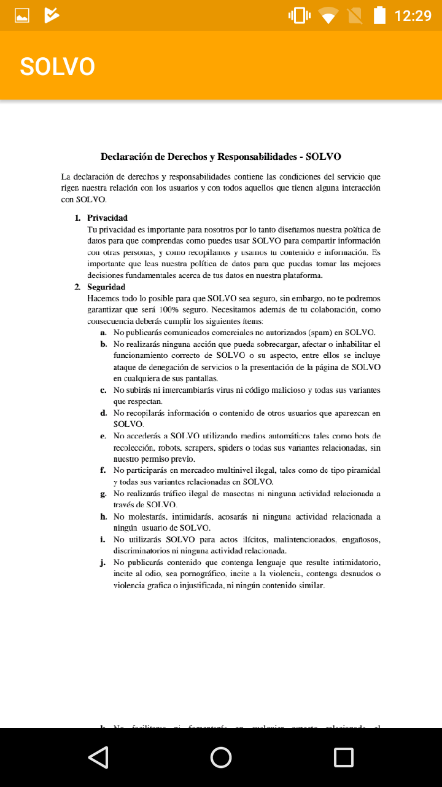 12:29
SOLVO
Declaración de Derechos y Responsabilidades - SOLVO
La declaración de derechos y responsabilidades contiene las condiciones del servicio que
rigen nuestra relación con los usuarios y con todos aquellos que tienen alguna interacción
con SOLVO.
1. Privacidad
Tu privacidad es importante para nosotros por lo tanto diseñamos nuestra política de
datos para que comprendas como puedes usar SOLVO para compartir información
con otras personas, y como recopilamos y usamos tu contenido e información. Es
importante que leas nuestra política de datos para que puedas tomar las mejores
decisiones fundamentales acerca de tus datos en nuestra plataforma.
2. Seguridad
Hacemos todo lo posible para que SOLVO sea seguro, sin embargo, no te podremos
garantizar que será 100% seguro. Necesitamos además de tu colaboración, como
consecuencia deberás cumplir los siguientes ítems:
a. No publicarás comunicados comerciales no autorizados (spam) en SOLVO.
b. No realizarás ninguna acción que pueda sobrecargar, afectar o inhabilitar el
funcionamiento correcto de SOLVO o su aspecto, entre ellos se incluye
ataque de denegación de servicios o la presentación de la página de SOLVO
en cualquiera de sus pantallas.
c. No subirás ni intercambiarás virus ni código malicioso y todas sus variantes
que respectan.
d. No recopilarás información o contenido de otros usuarios que aparezcan en
SOLVO.
e. No accederás a SOLVO utilizando medios automáticos tales como bots de
recolección, robots, scrapers, spiders o todas sus variantes relacionadas, sin
nuestro permiso previo.
f. No participarás en mercadeo multinivel ilegal, tales como de tipo piramidal
y todas sus variantes relacionadas en SOLVO.
g. No realizarás tráfico ilegal de mascotas ni ninguna actividad relacionada a
través de SOLVO.
h. No molestarás, intimidarás, acosarás ni ninguna actividad relacionada a
ningún usuario de SOLVO.
i. No utilizarás SOLVO para actos ilícitos, malintencionados, engañosos,
discriminatorios ni ninguna actividad relacionada.
j. No publicarás contenido que contenga lenguaje que resulte intimidatorio,
incite al odio, sea pornográfico, incite a la violencia, contenga desnudos o
violencia grafica o injustificada, ni ningún contenido similar.